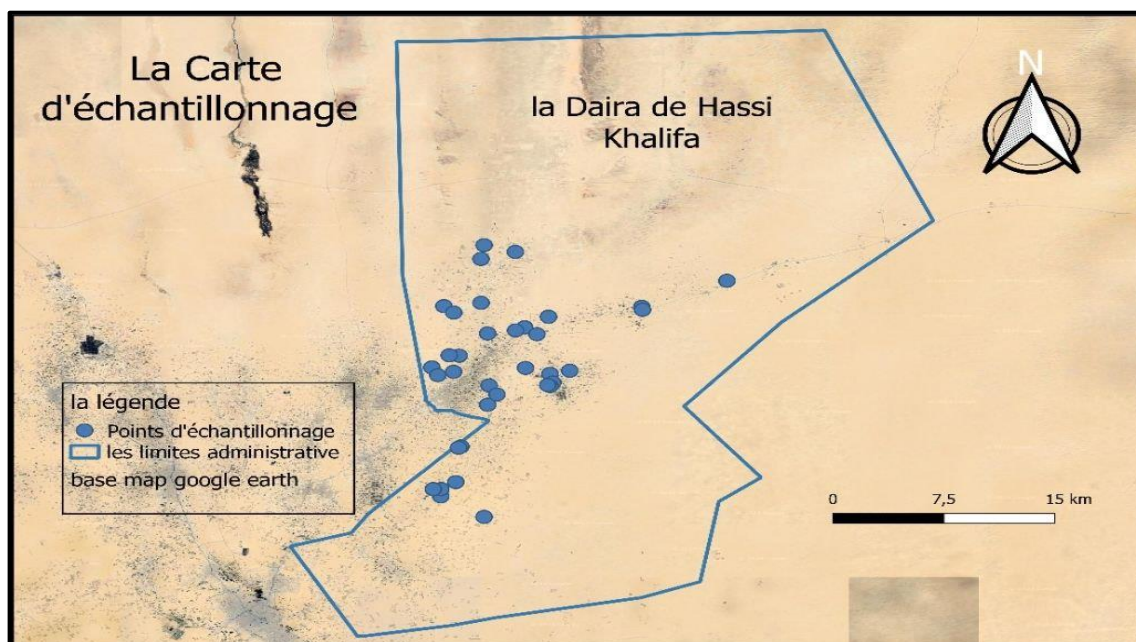 La Carte
d'échantillonnage
la Daira de Hassi
Khalifa
N
la légende
Points d'échantillonnage
les limites administrative
base map google earth
0 7,5 15 km